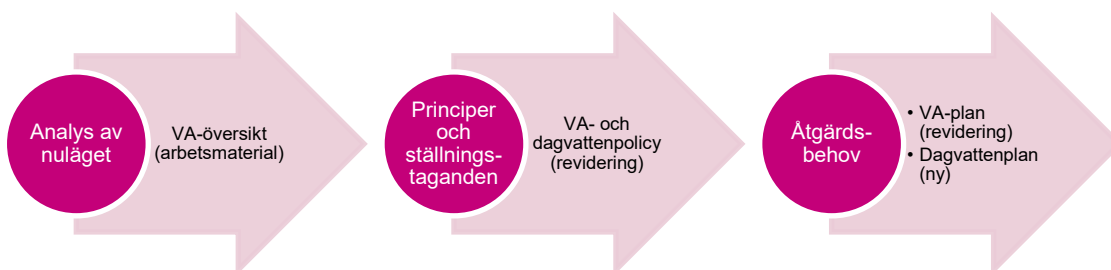 Analys av
nuläget
VA-översikt
(arbetsmaterial)
Principer
och
ställnings-
taganden
VA- och
dagvattenpolicy
(revidering)
Åtgärds-
behov
• VA-plan
(revidering)
• Dagvattenplan
(ny)